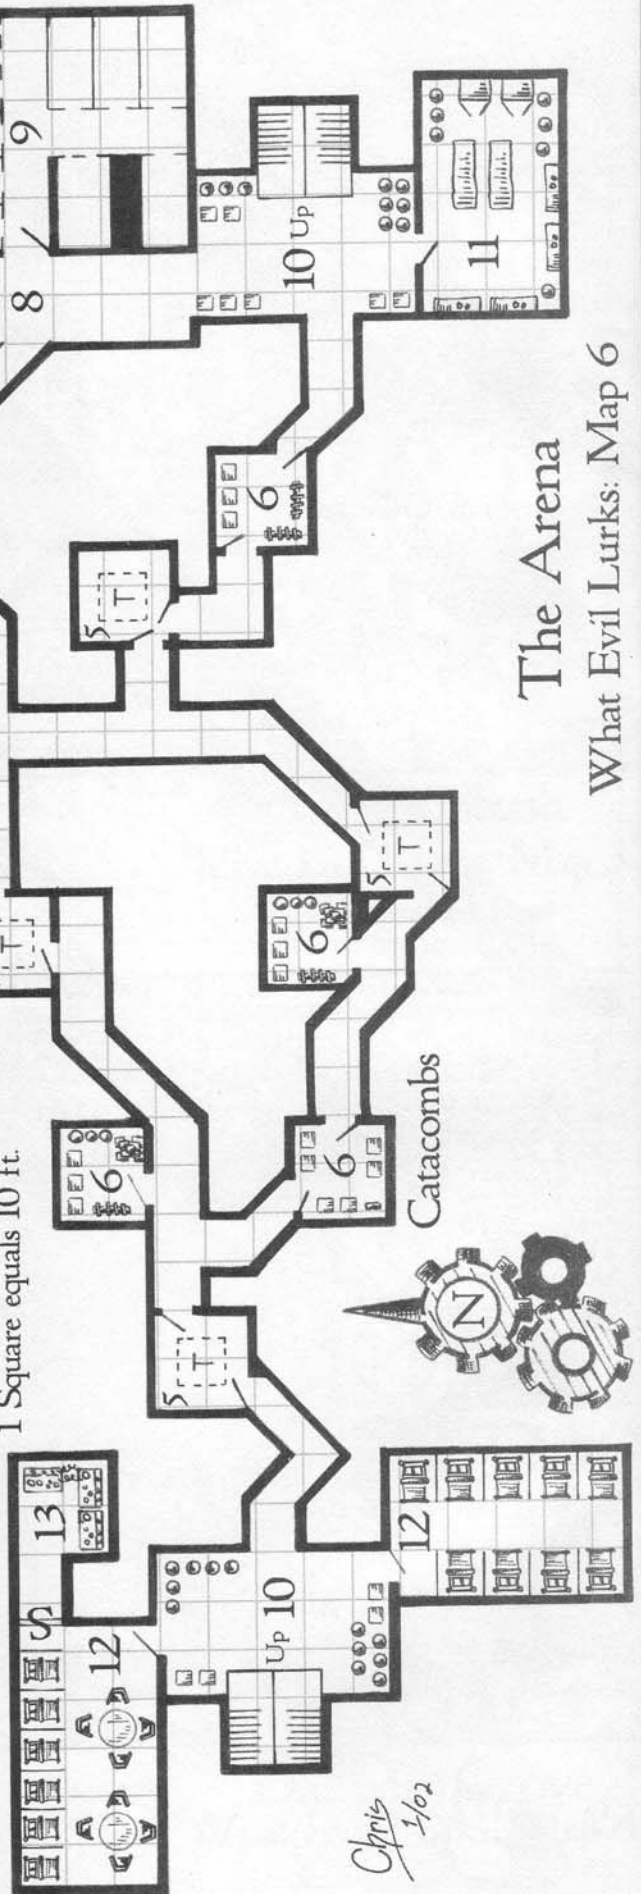 1 Square equals 10 ft.
T
9
8
S
13
12
6
5
T
5
T
Up 10
6
10 Up
6
6
5
T
12
Catacombs
N
11
Chris
1/02
The Arena
What Evil Lurks: Map 6